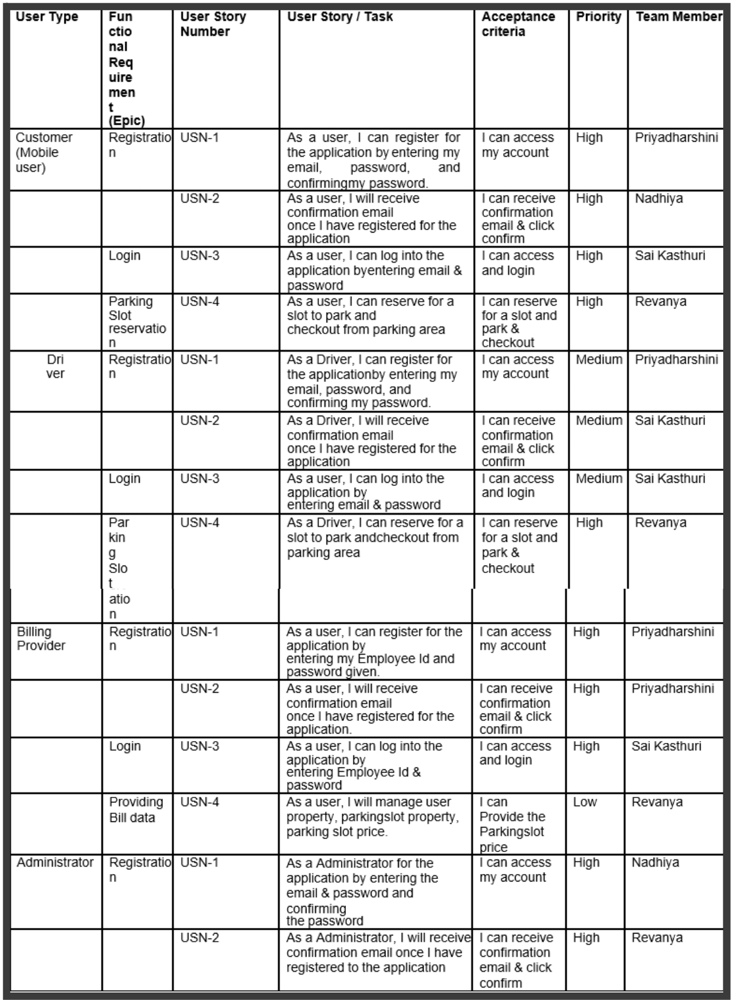 User Type
Fun
ctio
nal
Req
uire
men
t
(Epic)
User Story
Number
User Story / Task
Acceptance
criteria
Priority
Team Member
Customer
(Mobile
user)
Registratio
n
USN-1
As a user, I can register for
the application by entering my
email, password, and
confirmingmy password.
I can access
my account
High
Priyadharshini
USN-2
As a user, I will receive
confirmation email
once I have registered for the
application
I can receive
confirmation
email & click
confirm
High
Nadhiya
Login
USN-3
As a user, I can log into the
application byentering email &
password
I can access
and login
High
Sai Kasthuri
Parking
Slot
reservatio
n
USN-4
As a user, I can reserve for a
slot to park and
checkout from parking area
I can reserve
for a slot and
park &
checkout
High
Revanya
Dri
ver
Registratio
n
USN-1
As a Driver, I can register for
the applicationby entering my
email, password, and
confirming my password.
I can access
my account
Medium
Priyadharshini
USN-2
As a Driver, I will receive
confirmation email
once I have registered for the
application
I can receive
confirmation
email & click
confirm
Medium
Sai Kasthuri
Login
USN-3
As a user, I can log into the
application by
entering email & password
I can access
and login
Medium
Sai Kasthuri
Par
kin
g
Slo
t
atio
n
USN-4
As a Driver, I can reserve for a
slot to park andcheckout from
parking area
I can reserve
for a slot and
park &
checkout
High
Revanya
Billing
Provider
Registratio
n
USN-1
As a user, I can register for the
application by
entering my Employee Id and
password given.
I can access
my account
High
Priyadharshini
USN-2
As a user, I will receive
confirmation email
once I have registered for the
application.
I can receive
confirmation
email & click
confirm
High
Priyadharshini
Login
USN-3
As a user, I can log into the
application by
entering Employee Id &
password
I can access
and login
High
Sai Kasthuri
Providing
Bill data
USN-4
As a user, I will manage user
property, parkingslot property,
parking slot price.
I can
Provide the
Parkingslot
price
Low
Revanya
Administrator
Registratio
n
USN-1
As a Administrator for the
application by entering the
email & password and
confirming
the password
I can access
my account
High
Nadhiya
USN-2
As a Administrator, I will receive
confirmation email once I have
registered to the application
I can receive
confirmation
email & click
confirm
High
Revanya